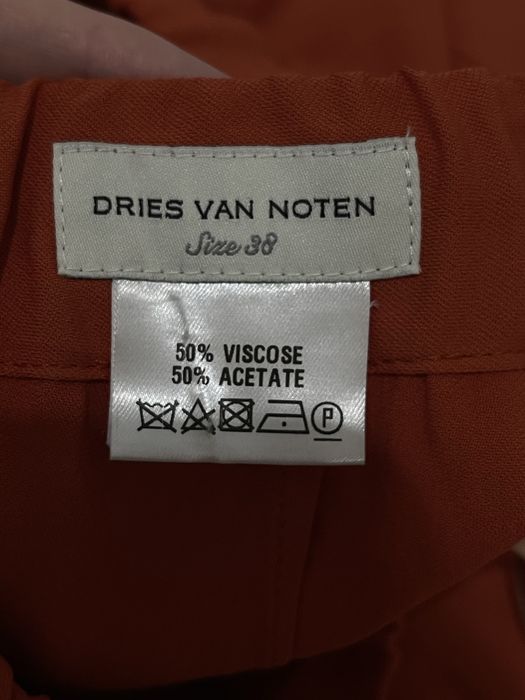 DRIES VAN NOTEN
Size 38
50% VISCOSE
50% ACETATE
P